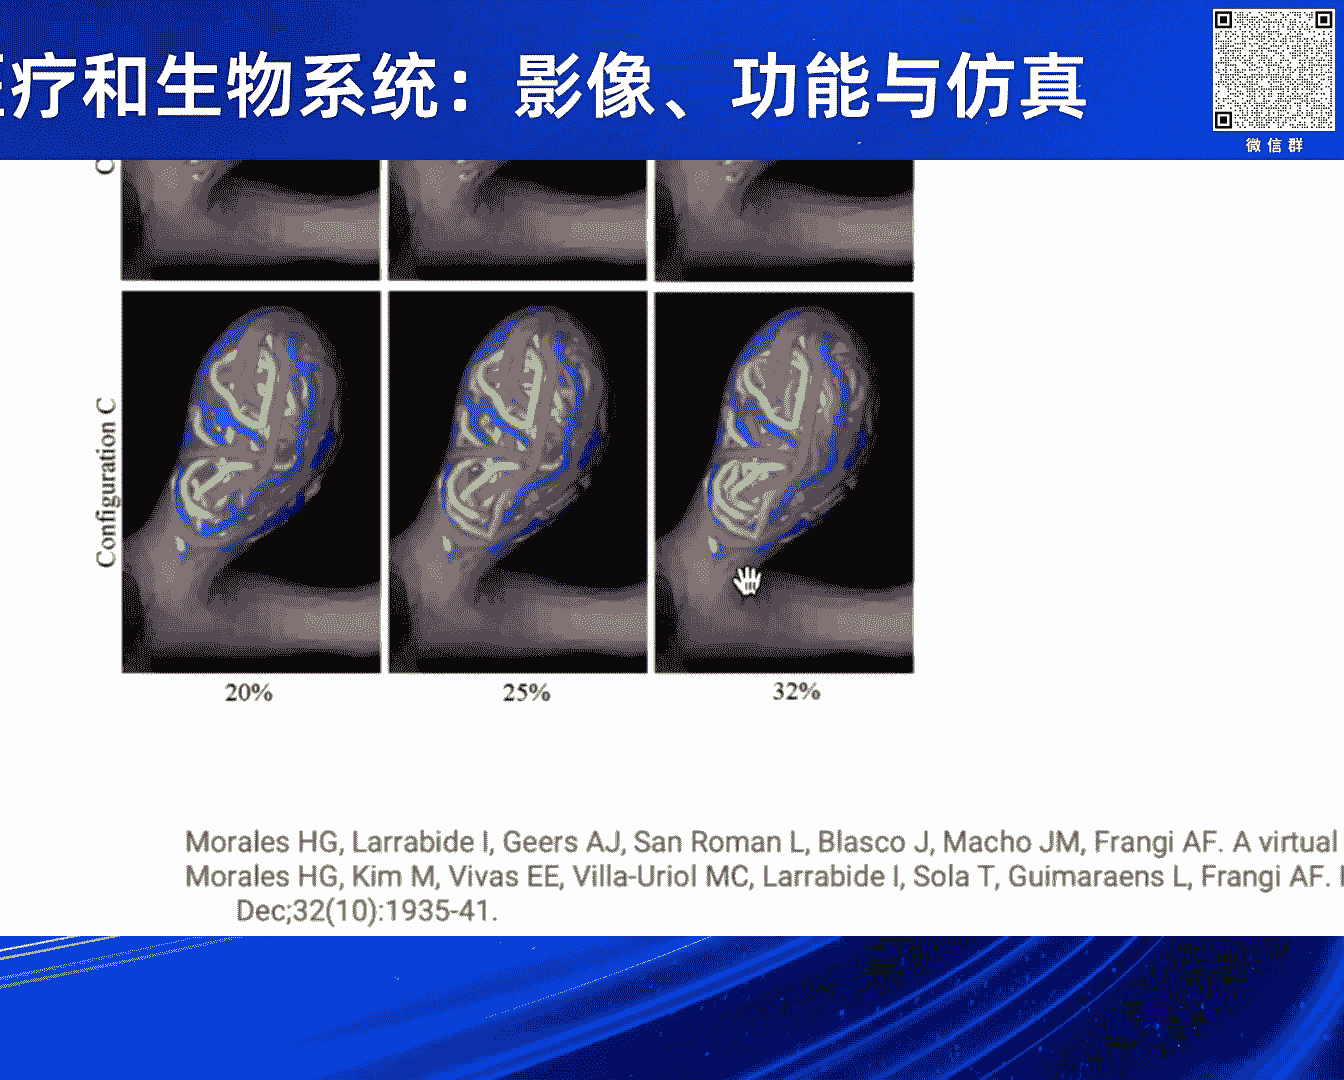 疗和生物系统：影像、功能与仿真
微信群
Configuration C
20%
25%
32%
Morales HG, Larrabide I, Geers AJ, San Roman L, Blasco J, Macho JM, Frangi AF. A virtual
Morales HG, Kim M, Vivas EE, Villa-Uriol MC, Larrabide I, Sola T, Guimaraens L, Frangi AF.
Dec;32(10):1935-41.